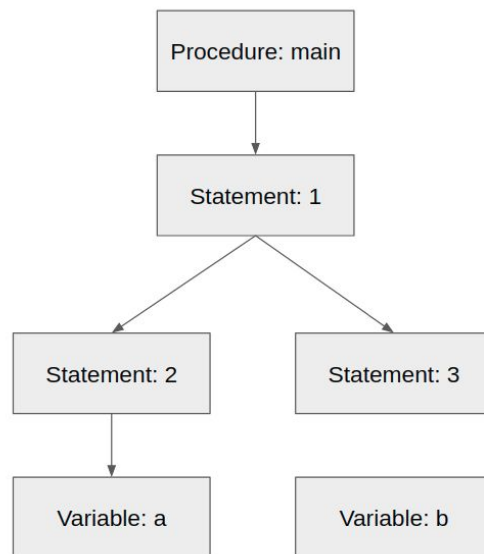 Procedure: main
Statement: 1
Statement: 2
Statement: 3
Variable: a
Variable: b